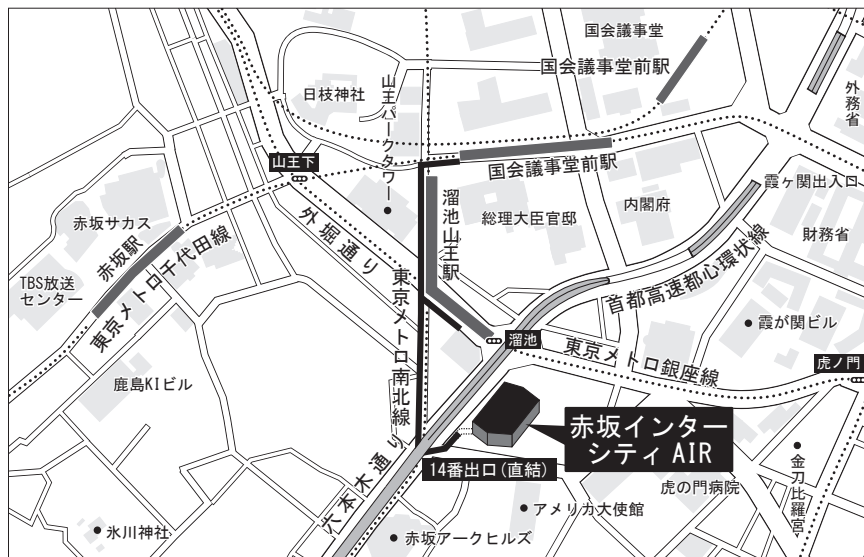 国会議事堂
国会議事堂前駅
外務省
日枝神社
山王パークタワー
山王下
国会議事堂前駅
霞ヶ関出入口
赤坂サカス
赤坂駅
外堀通り
溜池山王駅
総理大臣官邸
内閣府
財務省
TBS放送
センター
東京メトロ千代田線
首都高速都心環状線
東京メトロ南北線
溜池
霞が関ビル
東京メトロ銀座線
虎ノ門
鹿島KIビル
赤坂インター
シティAIR
六本木通り
14番出口(直結)
虎の門病院
金刀比羅宮
アメリカ大使館
氷川神社
赤坂アークヒルズ